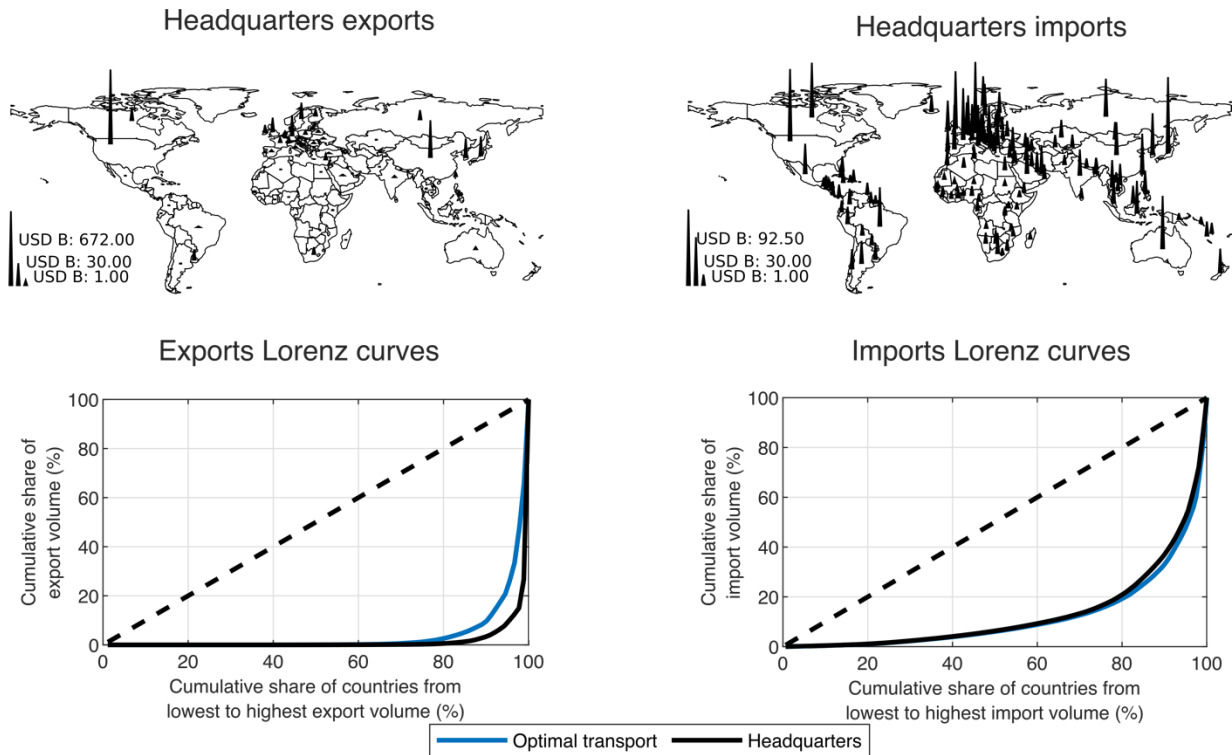 Headquarters exports
Headquarters imports
USD B: 672.00
USD B: 30.00
USD B: 1.00
USD B: 92.50
USD B: 30.00
USD B: 1.00
Exports Lorenz curves
100
80
60
40
20
0
Cumulative share of
export volume (%)
0 20 40 60 80 100
Cumulative share of countries from
lowest to highest export volume (%)
Imports Lorenz curves
100
80
60
40
20
0
Cumulative share of
import volume (%)
0 20 40 60 80 100
Cumulative share of countries from
lowest to highest import volume (%)
Optimal transport Headquarters